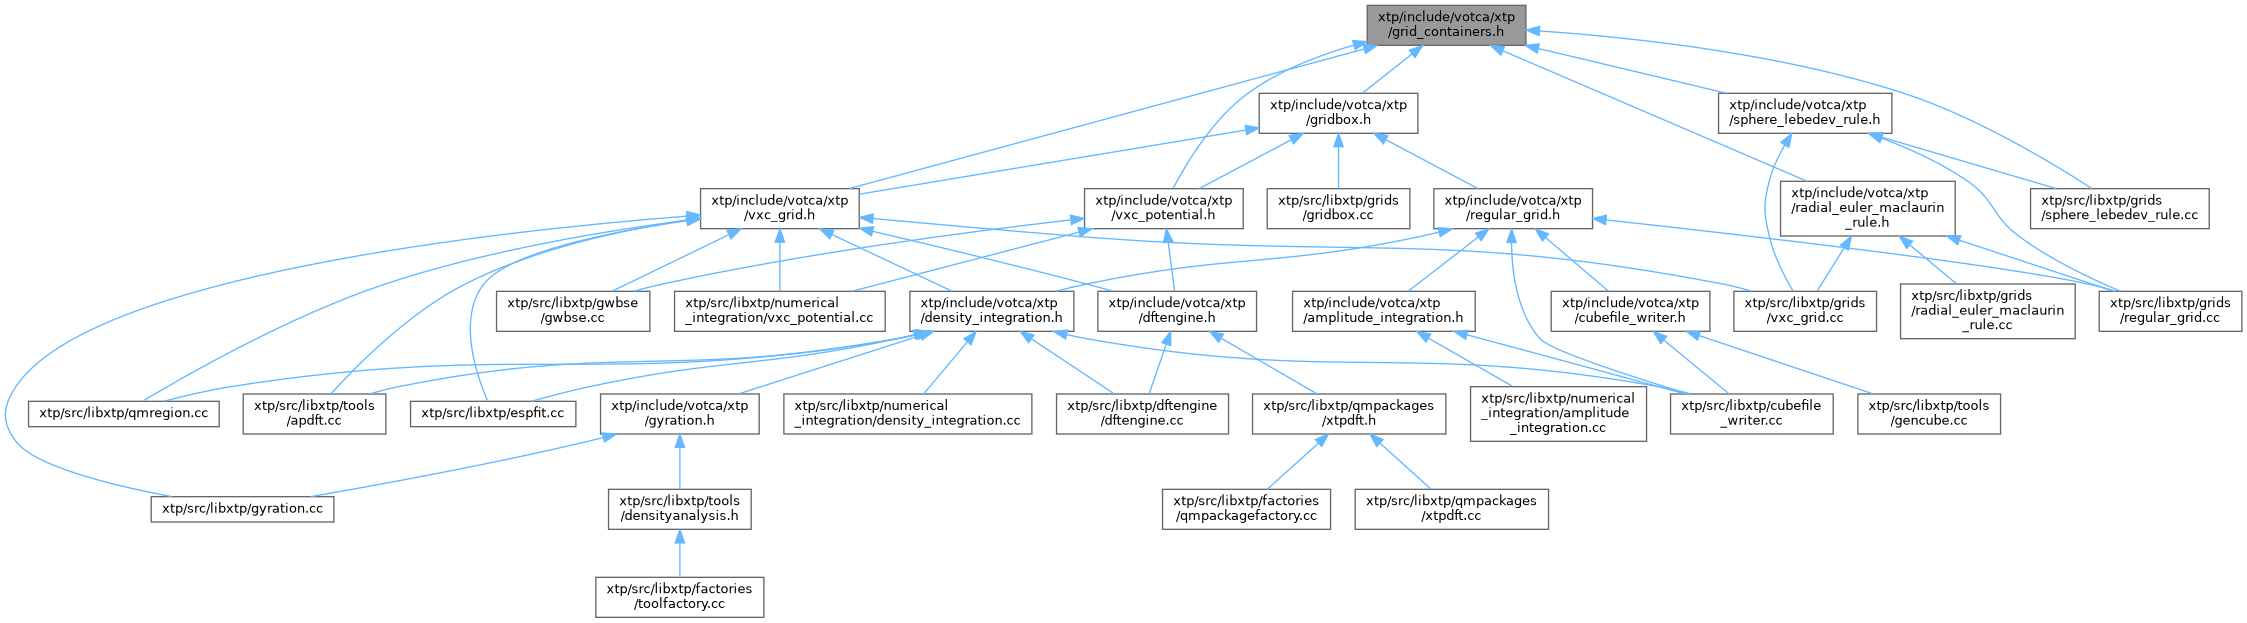 xtp/include/votca/xtp
/grid_containers.h
xtp/include/votca/xtp
/gridbox.h
xtp/include/votca/xtp
/sphere_lebedev_rule.h
xtp/include/votca/xtp
/vxc_grid.h
xtp/include/votca/xtp
/vxc_potential.h
xtp/src/libxtp/grids
/gridbox.cc
xtp/include/votca/xtp
/regular_grid.h
xtp/include/votca/xtp
/radial_euler_maclaurin
_rule.h
xtp/src/libxtp/grids
/sphere_lebedev_rule.cc
xtp/src/libxtp/gwbse
/gwbse.cc
xtp/src/libxtp/numerical
_integration/vxc_potential.cc
xtp/include/votca/xtp
/density_integration.h
xtp/include/votca/xtp
/dftengine.h
xtp/include/votca/xtp
/amplitude_integration.h
xtp/include/votca/xtp
/cubefile_writer.h
xtp/src/libxtp/grids
/vxc_grid.cc
xtp/src/libxtp/grids
/radial_euler_maclaurin
_rule.cc
xtp/src/libxtp/grids
/regular_grid.cc
xtp/src/libxtp/qmregion.cc
xtp/src/libxtp/tools
/apdft.cc
xtp/src/libxtp/espfit.cc
xtp/include/votca/xtp
/gyration.h
xtp/src/libxtp/numerical
_integration/density_integration.cc
xtp/src/libxtp/dftengine
/dftengine.cc
xtp/src/libxtp/qmpackages
/xtpdft.h
xtp/src/libxtp/numerical
_integration/amplitude
_integration.cc
xtp/src/libxtp/cubefile
_writer.cc
xtp/src/libxtp/tools
/gencube.cc
xtp/src/libxtp/gyration.cc
xtp/src/libxtp/tools
/densityanalysis.h
xtp/src/libxtp/factories
/qmpackagefactory.cc
xtp/src/libxtp/qmpackages
/xtpdft.cc
xtp/src/libxtp/factories
/toolfactory.cc